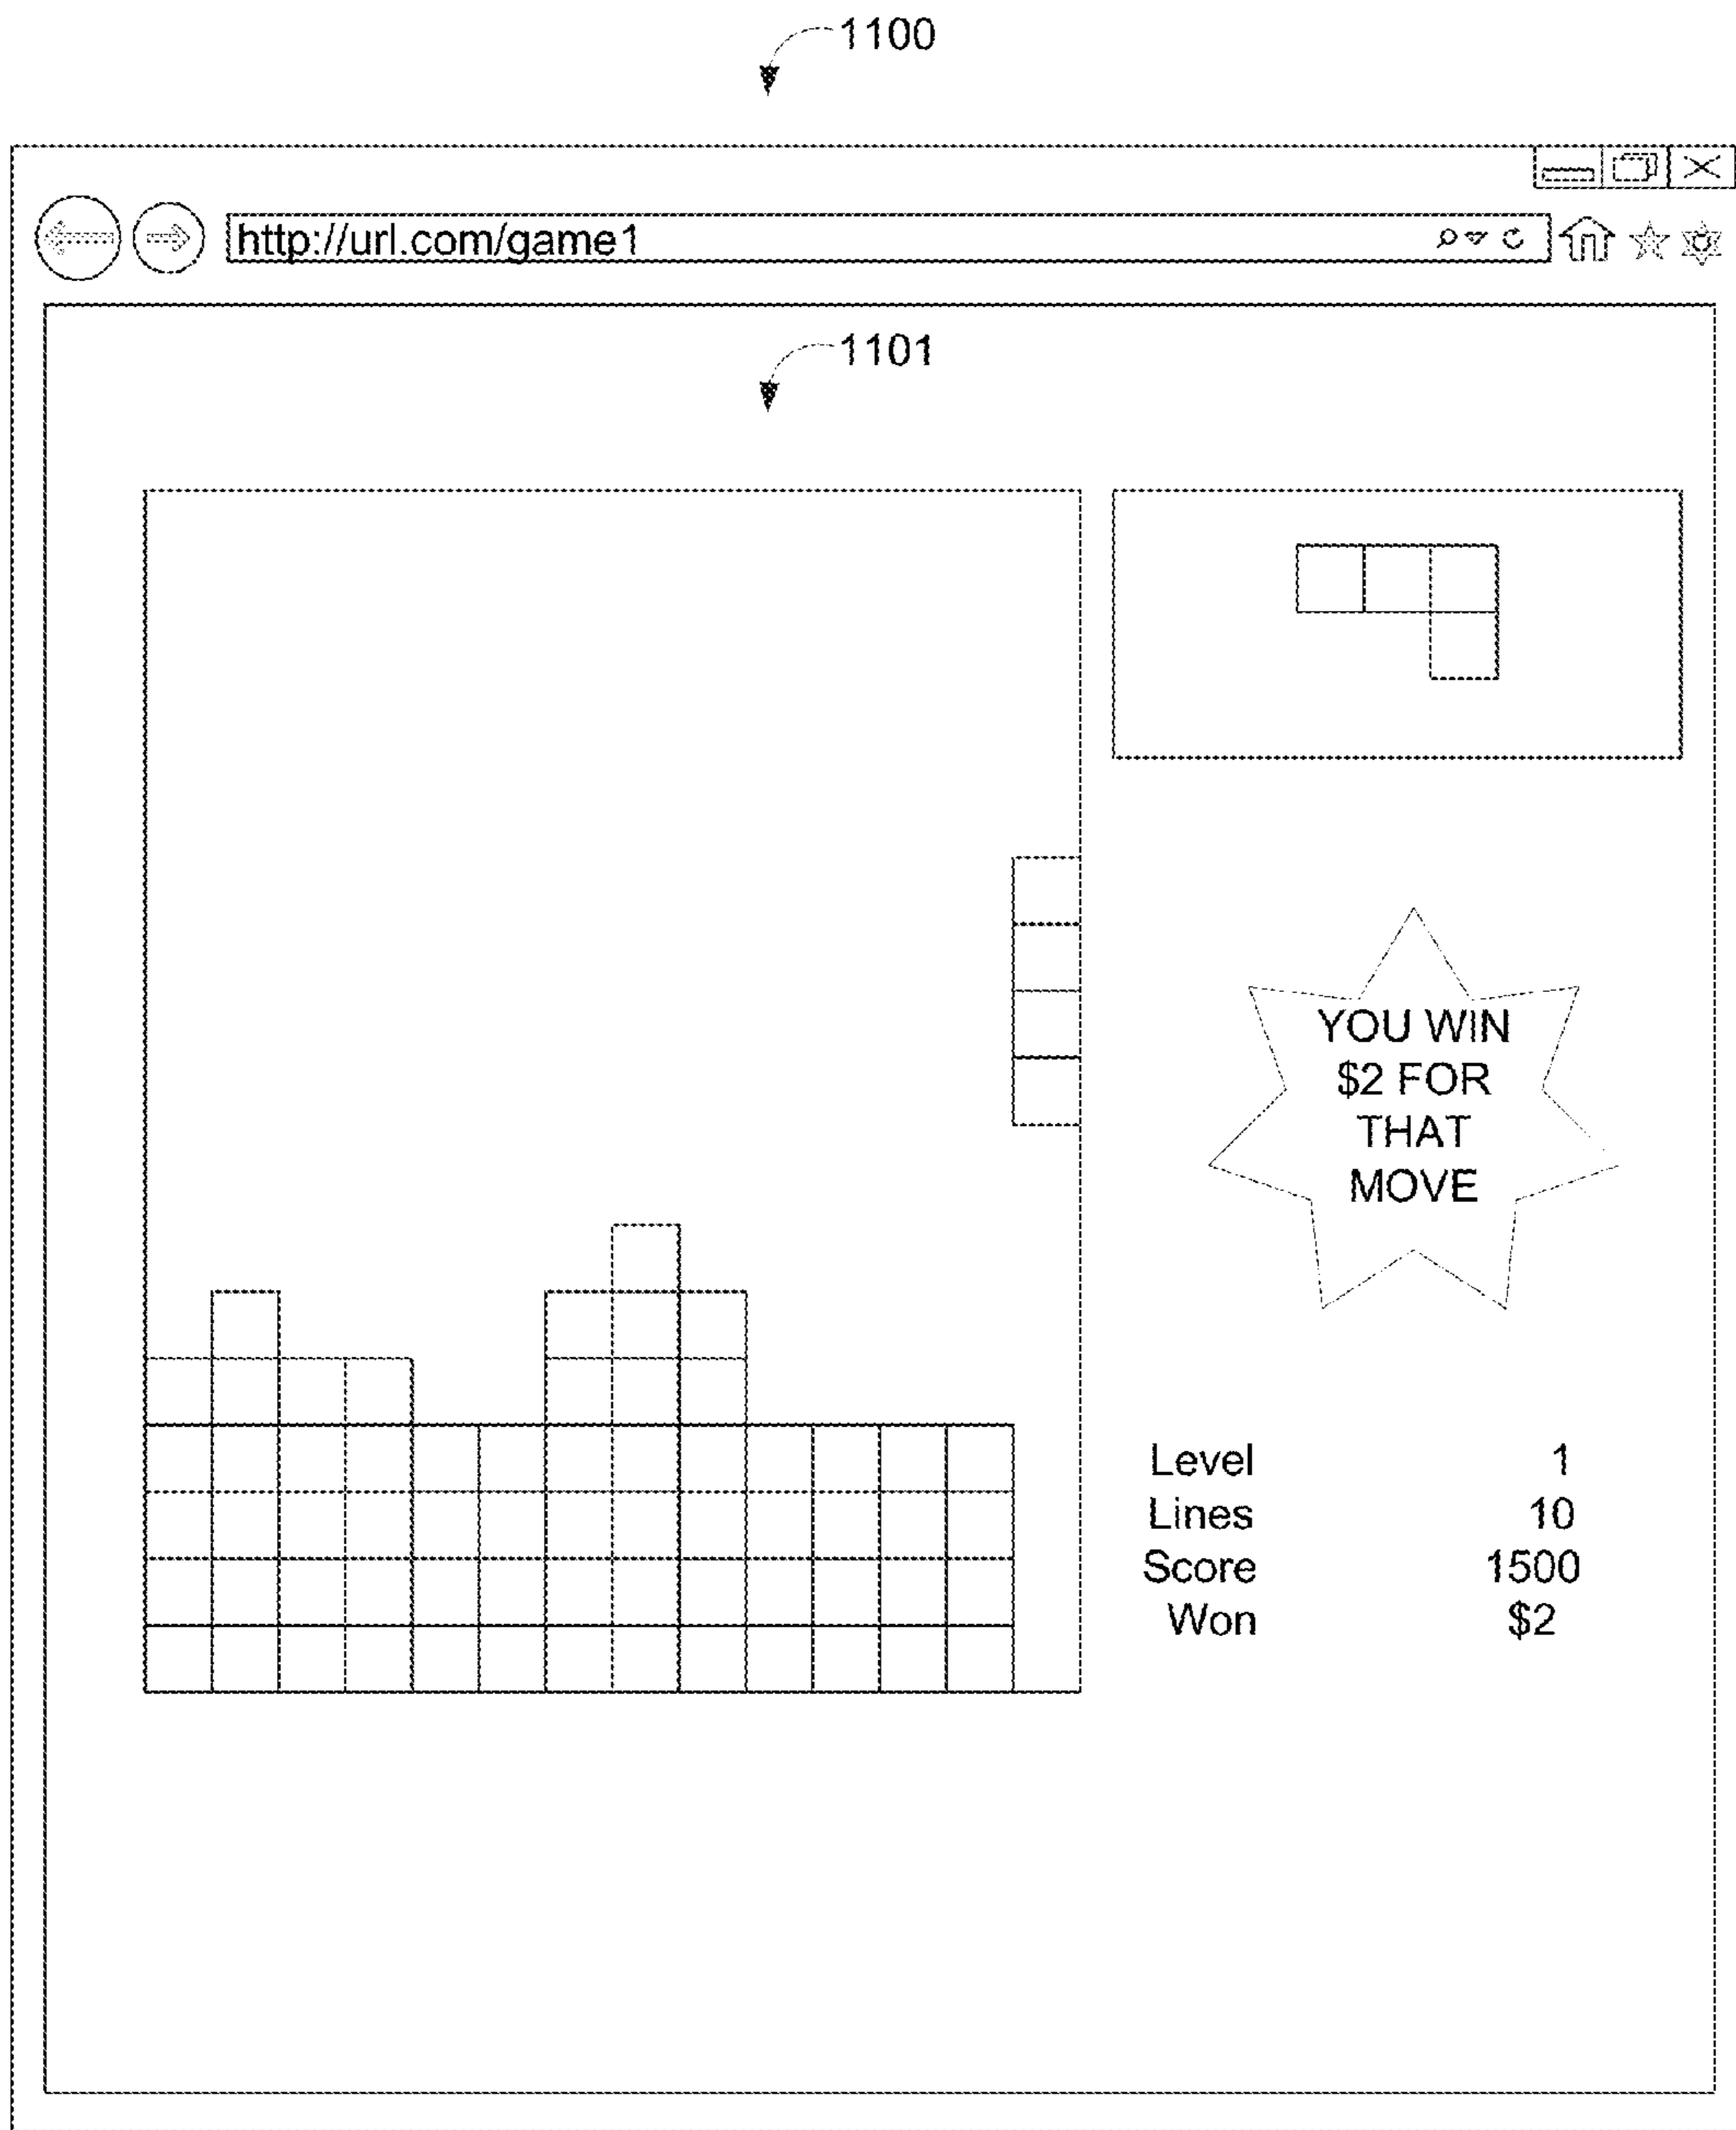 1100
http://url.com/game1
1101
YOU WIN
$2 FOR
THAT
MOVE
Level 1
Lines 10
Score 1500
Won $2